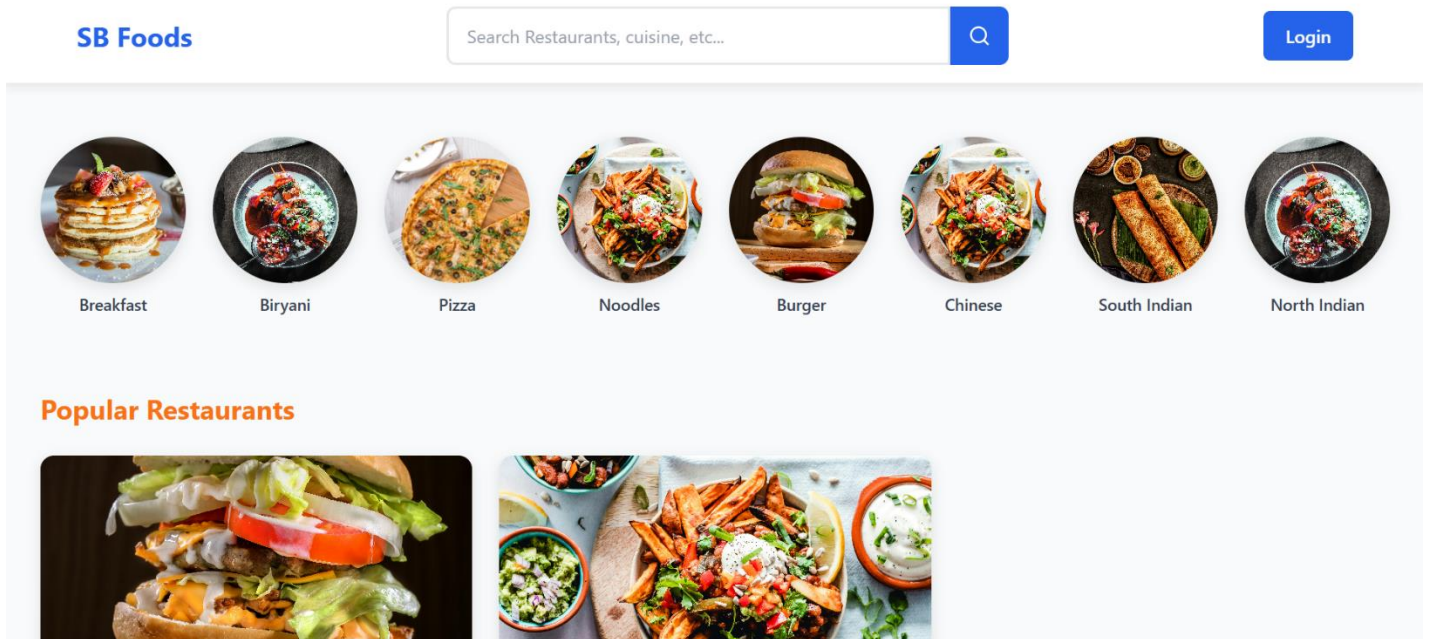 SB Foods
Search Restaurants, cuisine, etc...
Login
Breakfast
Biryani
Pizza
Noodles
Burger
Chinese
South Indian
North Indian
Popular Restaurants